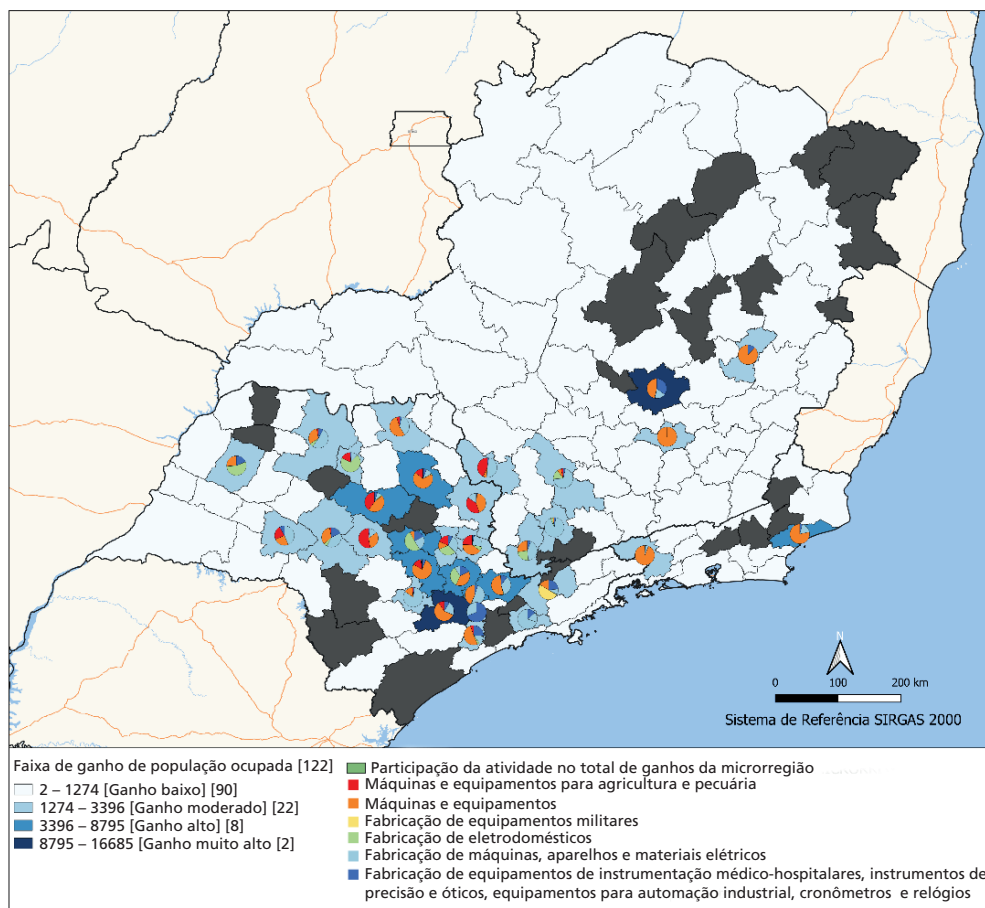 N
0 100 200 km
Sistema de Referência SIRGAS 2000
Faixa de ganho de população ocupada [122]
2 – 1274 [Ganho baixo] [90]
1274 – 3396 [Ganho moderado] [22]
3396 – 8795 [Ganho alto] [8]
8795 – 16685 [Ganho muito alto [2]
Participação da atividade no total de ganhos da microrregião
Máquinas e equipamentos para agricultura e pecuária
Máquinas e equipamentos
Fabricação de equipamentos militares
Fabricação de eletrodomésticos
Fabricação de máquinas, aparelhos e materiais elétricos
Fabricação de equipamentos de instrumentação médico-hospitalares, instrumentos de
precisão e óticos, equipamentos para automação industrial, cronômetros e relógios